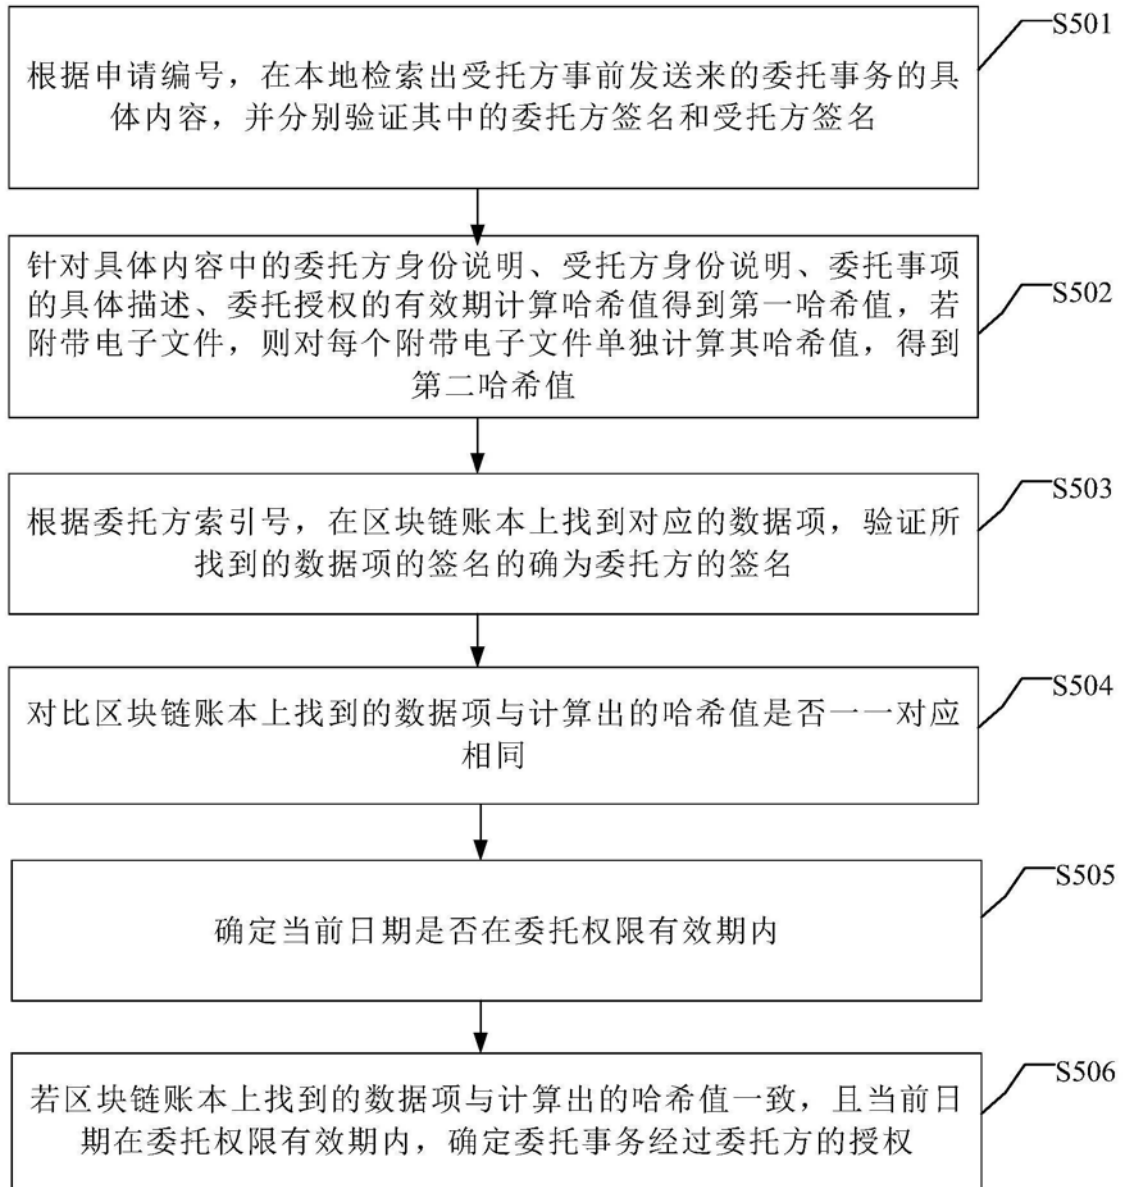 S501
根据申请编号，在本地检索出受托方事前发送来的委托事务的具
体内容，并分别验证其中的委托方签名和受托方签名
S502
针对具体内容中的委托方身份说明、受托方身份说明、委托事项
的具体描述、委托授权的有效期计算哈希值得到第一哈希值，若
附带电子文件，则对每个附带电子文件单独计算其哈希值，得到
第二哈希值
S503
根据委托方索引号，在区块链账本上找到对应的数据项，验证所
找到的数据项的签名的确为委托方的签名
S504
对比区块链账本上找到的数据项与计算出的哈希值是否一一对应
相同
S505
确定当前日期是否在委托权限有效期内
S506
若区块链账本上找到的数据项与计算出的哈希值一致，且当前日
期在委托权限有效期内，确定委托事务经过委托方的授权